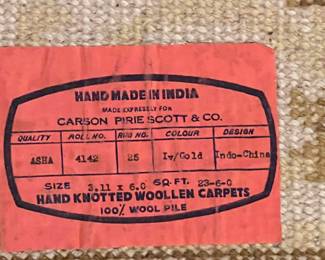 HAND MADE IN INDIA
MADE EXPRESSLY FOR
CARSON PIRIE SCOTT & CO.
QUALITY ROLL NO. RUG NO. COLOUR DESIGN
ASHA 4142 25 Iv/Gold Indo-China
SIZE 3.11 x 6.0 SQ.FT. 23-6-0
HAND KNOTTED WOOLLEN CARPETS
100% WOOL PILE